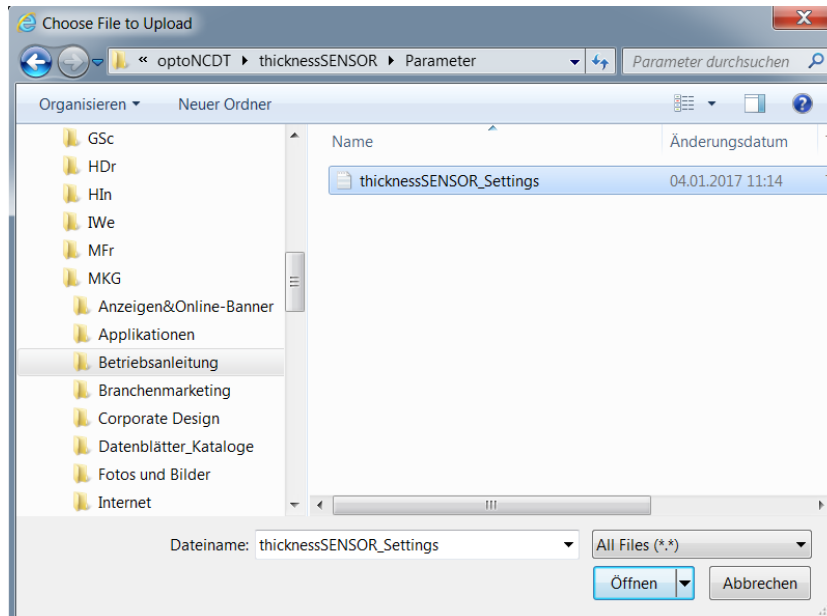 Choose File to Upload
« optoNCDT ▸ thicknessSENSOR ▸ Parameter
Parameter durchsuchen
Organisieren Neuer Ordner
Name Änderungsdatum
GSc
HDr
HIn
IWe
MFr
MKG
Anzeigen&Online-Banner
Applikationen
Betriebsanleitung
Branchenmarketing
Corporate Design
Datenblätter_Kataloge
Fotos und Bilder
Internet
thicknessSENSOR_Settings 04.01.2017 11:14
Dateiname: thicknessSENSOR_Settings All Files (*.*)
Öffnen Abbrechen